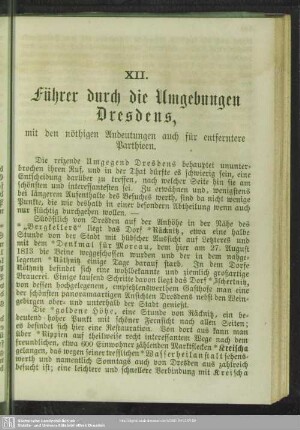 XII.
Führer durch die Umgebungen
Dresdens,
mit den nöthigen Andeutungen auch für entferntere
Parthieen.
Die reizende Umgegend Dresdens behauptet ununter-
brochen ihren Ruf, und in der That dürfte es schwierig sein, eine
Entscheidung darüber zu treffen, nach welcher Seite hin sie am
schönsten und interessantesten sei. Zu erwähnen und, wenigstens
bei längerem Aufenthalte des Besuchs werth, sind da nicht wenige
Punkte, die wie deshalb in einer besondern Abtheilung wenn auch
nur flüchtig durchgehen wollen. —
Südöstlich von Dresden auf der Anhöhe in der Nähe des
*„Bergkellers" liegt das Dorf *Räcknitz, etwa eine halbe
Stunde von der Stadt mit hübscher Aussicht auf Letzteres und
mit dem *Denkmal für Moreau, dem hier am 27. August
1813 die Beine weggeschossen wurden und der in dem nahge-
legenen *Nöthnitz einige Tage darauf starb. In dem Dorfe
Nöthnitz befindet sich eine wohlbekannte und ziemlich großartige
Brauerei. Einige tausend Schritte davon liegt das Dorf *Zschertnitz,
von dessen hochgelegenem, empfehlenswerthem Gasthofe man eine
der schönsten panoramaartigen Ansichten Dresdens nebst den Wein-
gebirgen ober- und unterhalb der Stadt genießt.
Die *goldene Höhe, eine Stunde von Räcknitz, ein be-
deutend hoher Punkt mit schöner Fernsicht nach allen Seiten;
es befindet sich hier eine Restauration. Von dort aus kann man
über *Rippien auf theilweise recht interessantem Wege nach dem
freundlichen, etwa 600 Einwohner zählenden Marktflecken *Kreischa
gelangen, das wegen seiner trefflichen *Wasserheilanstalt sehens-
werth und namentlich Sonntags auch von Dresden aus zahlreich
besucht ist; eine leichtere und schnellere Verbindung mit Kreischa